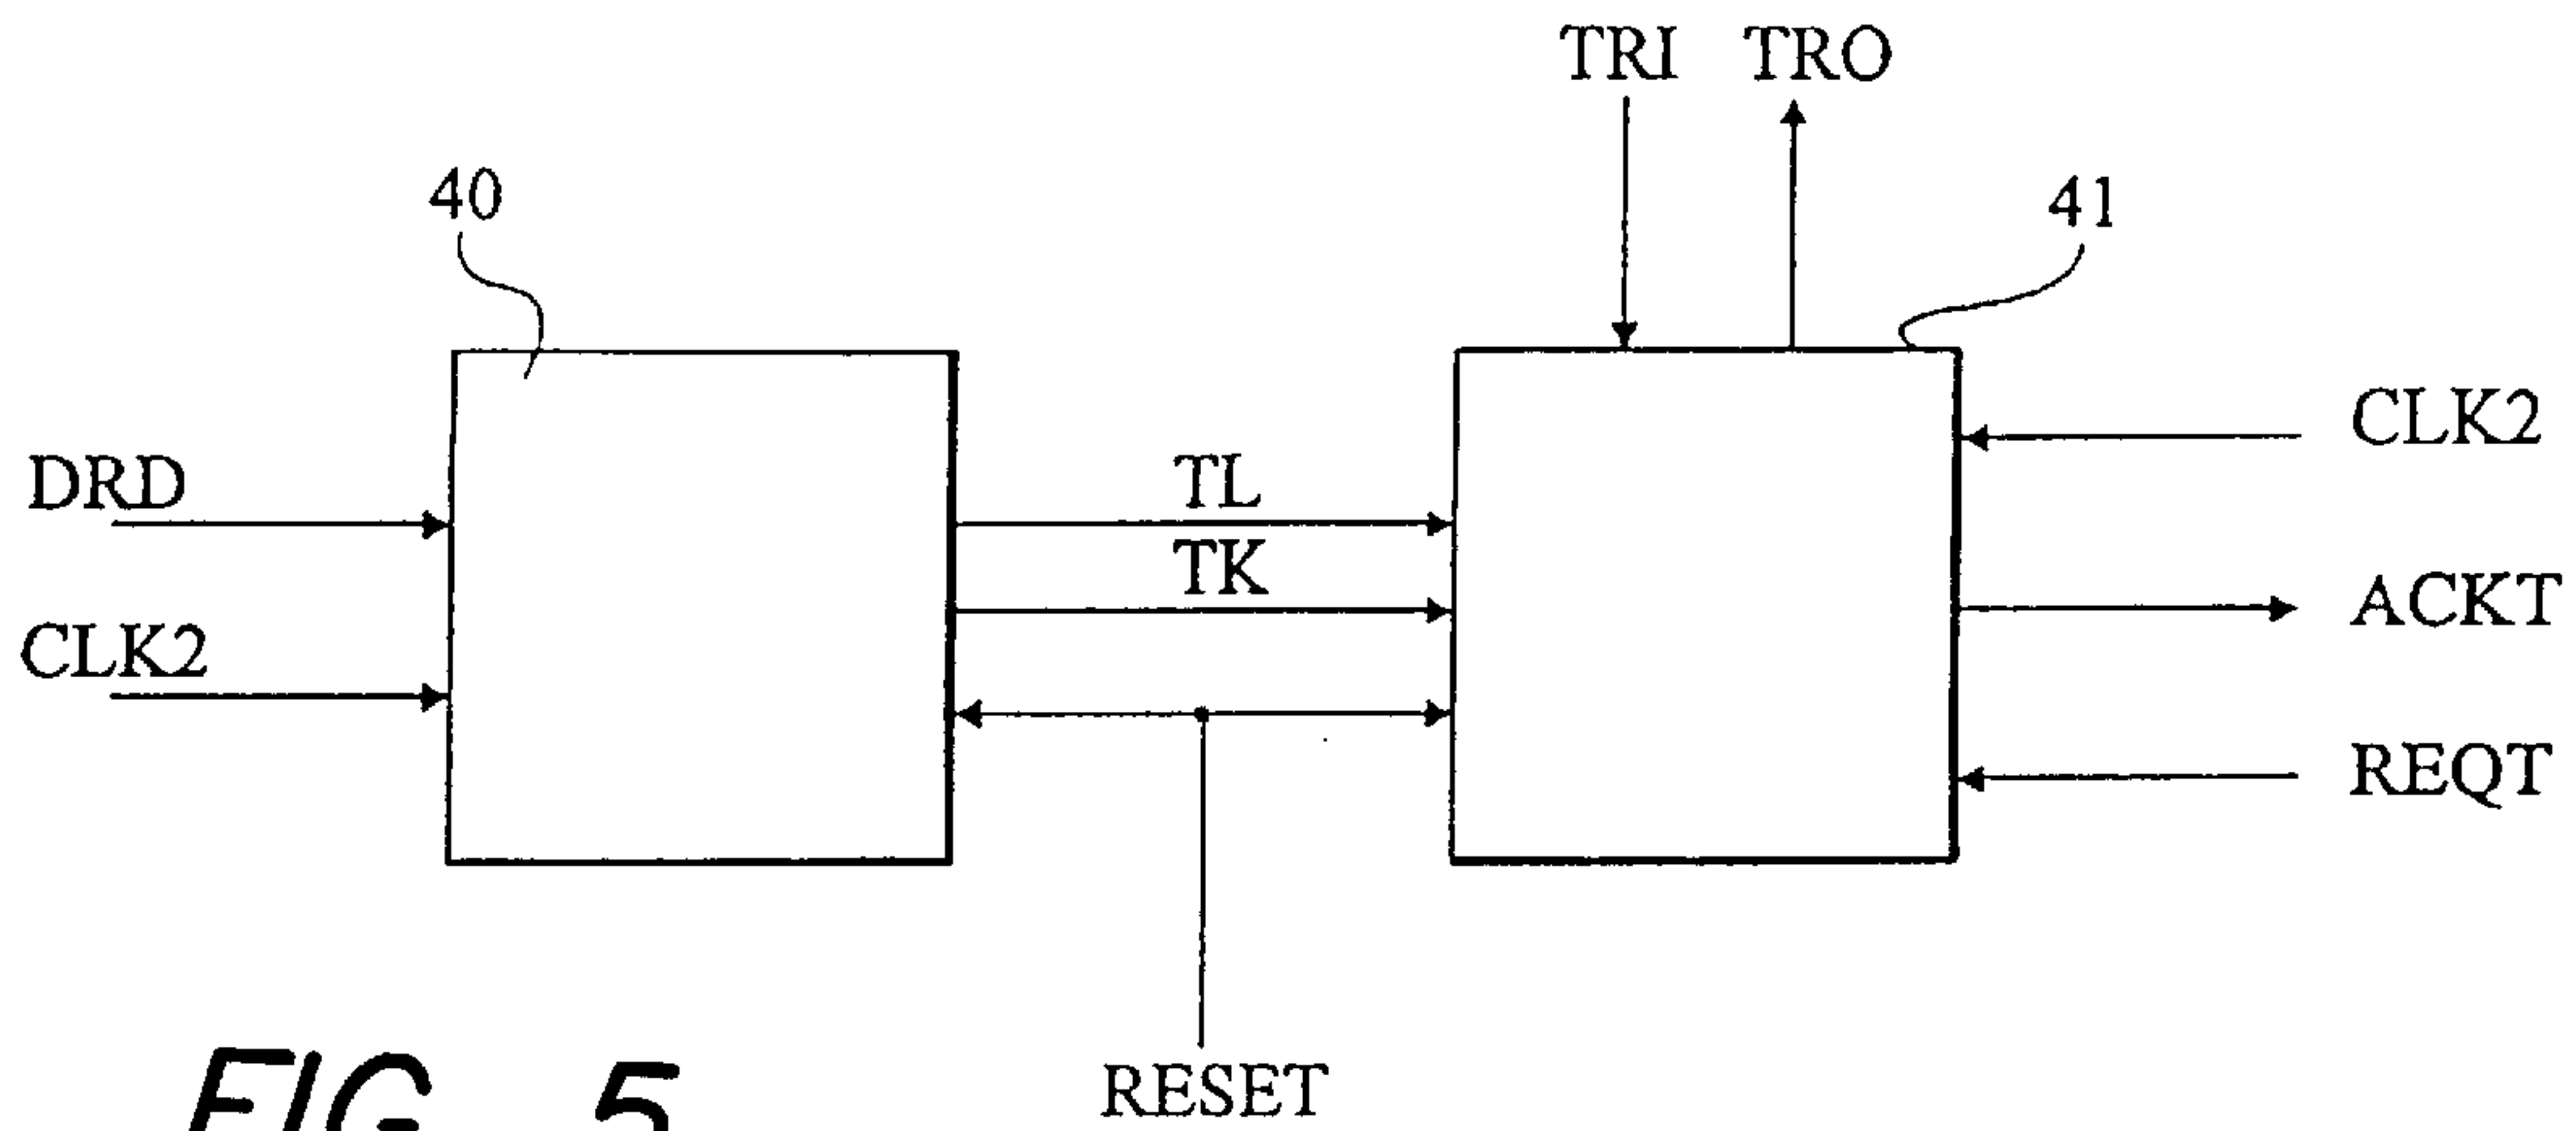 TRI TRO
40
41
CLK2
DRD
TL
TK
ACKT
CLK2
REQT
RESET
FIG. 5